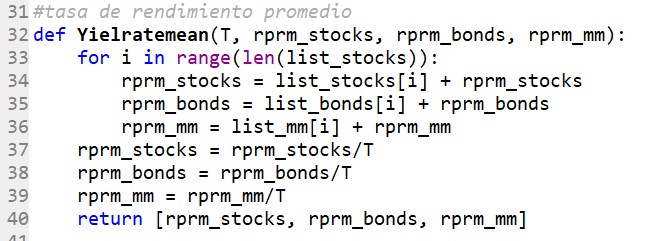 31 #tasa de rendimiento promedio
32 def Yielratemean(T, rprm_stocks, rprm_bonds, rprm_mm):
33     for i in range(len(list_stocks)):
34         rprm_stocks = list_stocks[i] + rprm_stocks
35         rprm_bonds = list_bonds[i] + rprm_bonds
36         rprm_mm = list_mm[i] + rprm_mm
37     rprm_stocks = rprm_stocks/T
38     rprm_bonds = rprm_bonds/T
39     rprm_mm = rprm_mm/T
40     return [rprm_stocks, rprm_bonds, rprm_mm]